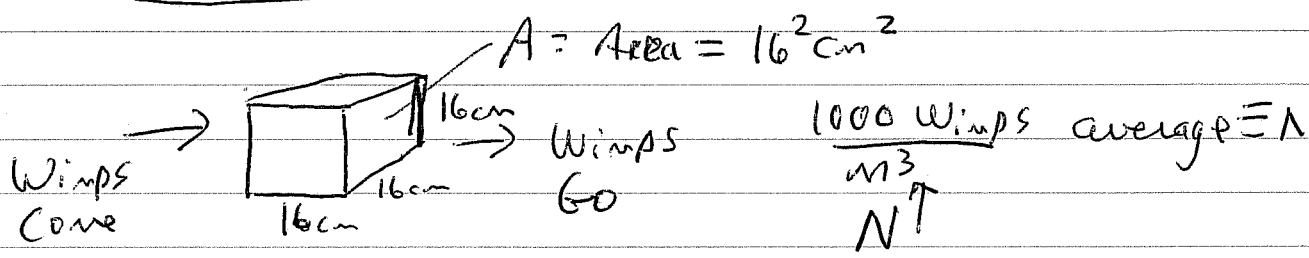 A = Area = 16² cm²
16cm
16cm
16cm
Wimps
Come
Wimps
Go
1000 Wimps average ≡ N
m³
N